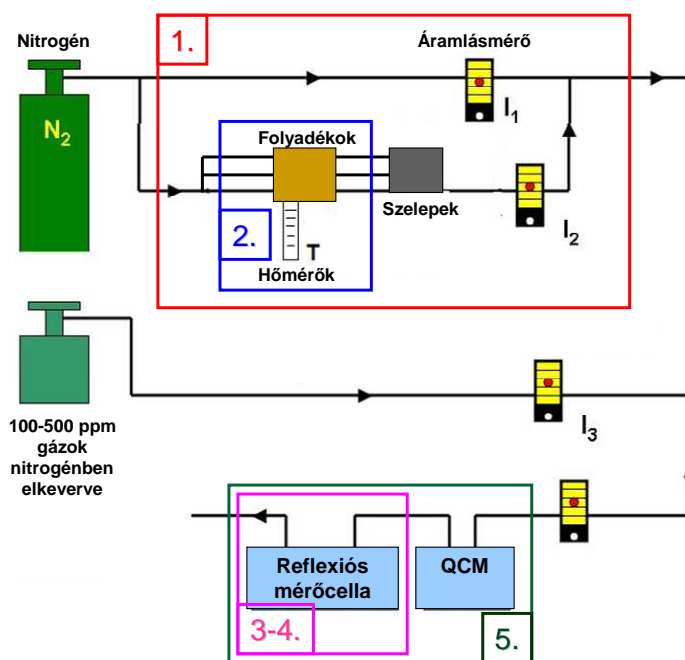 Nitrogén
1.
Áramlásmérő
N2
I1
Folyadékok
Szelepek
I2
2.
T
Hőmérők
100-500 ppm
gázok
nitrogénben
elkeverve
I3
Reflexiós
mérőcella
QCM
3-4.
5.